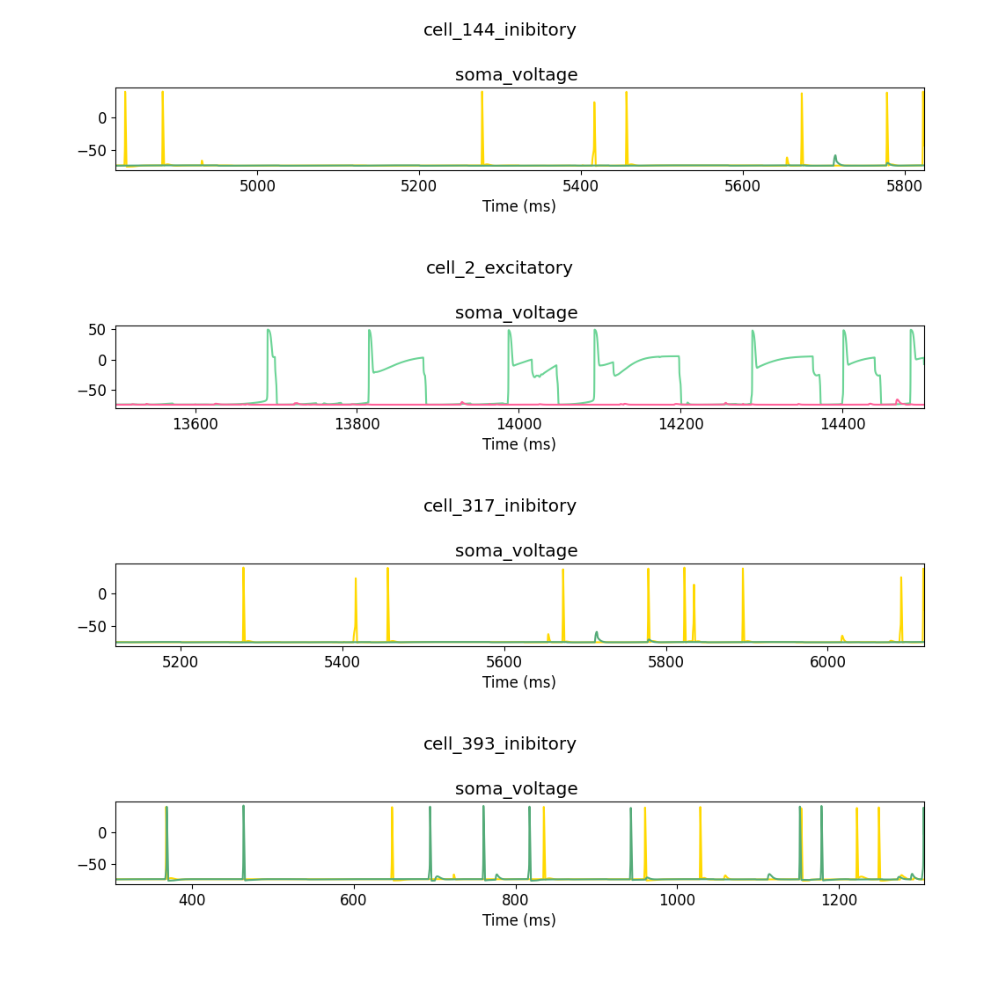 cell_144_inibitory
soma_voltage
0
−50
5000 5200 5400 5600 5800
Time (ms)
cell_2_excitatory
soma_voltage
50
0
−50
13600 13800 14000 14200 14400
Time (ms)
cell_317_inibitory
soma_voltage
0
−50
5200 5400 5600 5800 6000
Time (ms)
cell_393_inibitory
soma_voltage
0
−50
400 600 800 1000 1200
Time (ms)